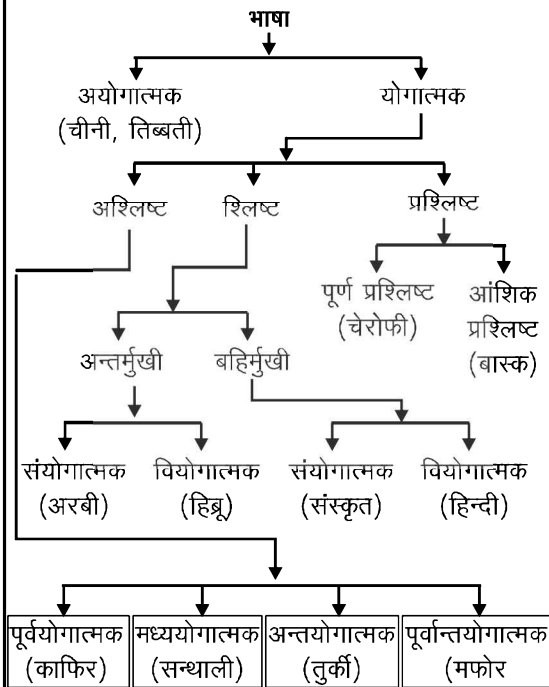 भाषा
अयोगात्मक
(चीनी, तिब्बती)
योगात्मक
अश्लिष्ट
श्लिष्ट
प्रश्लिष्ट
पूर्ण प्रश्लिष्ट
(चेरोफी)
आंशिक
प्रश्लिष्ट
(बास्क)
अन्तर्मुखी
बहिर्मुखी
संयोगात्मक
(अरबी)
वियोगात्मक
(हिब्रू)
संयोगात्मक
(संस्कृत)
वियोगात्मक
(हिन्दी)
पूर्वयोगात्मक
(काफिर)
मध्ययोगात्मक
(सन्थाली)
अन्तयोगात्मक
(तुर्की)
पूर्वान्तयोगात्मक
(मफोर